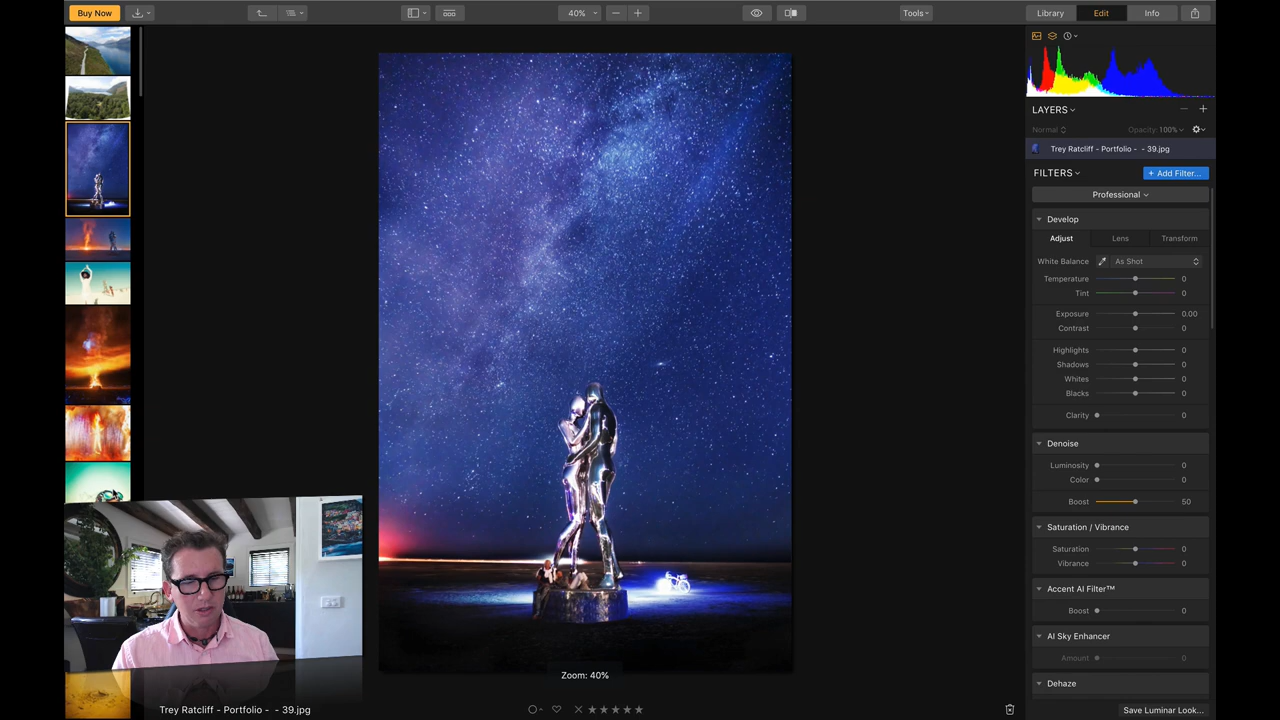 Buy Now
40%
Tools
Library
Edit
Info
LAYERS
Normal
Opacity: 100%
Trey Ratcliff - Portfolio - - 39.jpg
FILTERS
+ Add Filter...
Professional
Develop
Adjust
Lens
Transform
White Balance
As Shot
Temperature 0
Tint 0
Exposure 0.00
Contrast 0
Highlights 0
Shadows 0
Whites 0
Blacks 0
Clarity 0
Denoise
Luminosity 0
Color 0
Boost 50
Saturation / Vibrance
Saturation 0
Vibrance 0
Accent AI Filter™
Boost 0
AI Sky Enhancer
Amount 0
Dehaze
Save Luminar Look...
Zoom: 40%
Trey Ratcliff - Portfolio - - 39.jpg